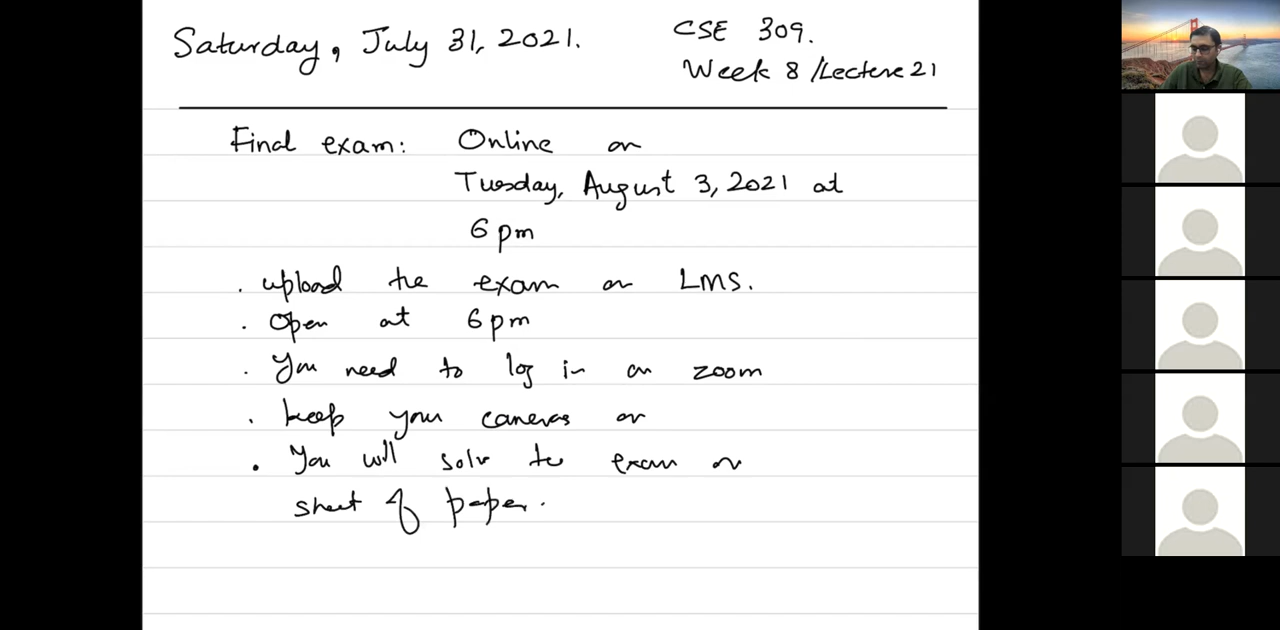 Saturday, July 31, 2021.
CSE 309.
Week 8 / Lecture 21
Final exam: Online on
Tuesday, August 3, 2021 at
6 pm
. upload the exam on LMS.
. Open at 6 pm
. You need to log in on zoom
. keep your cameras on
. You will solve the exam on
sheet of paper.